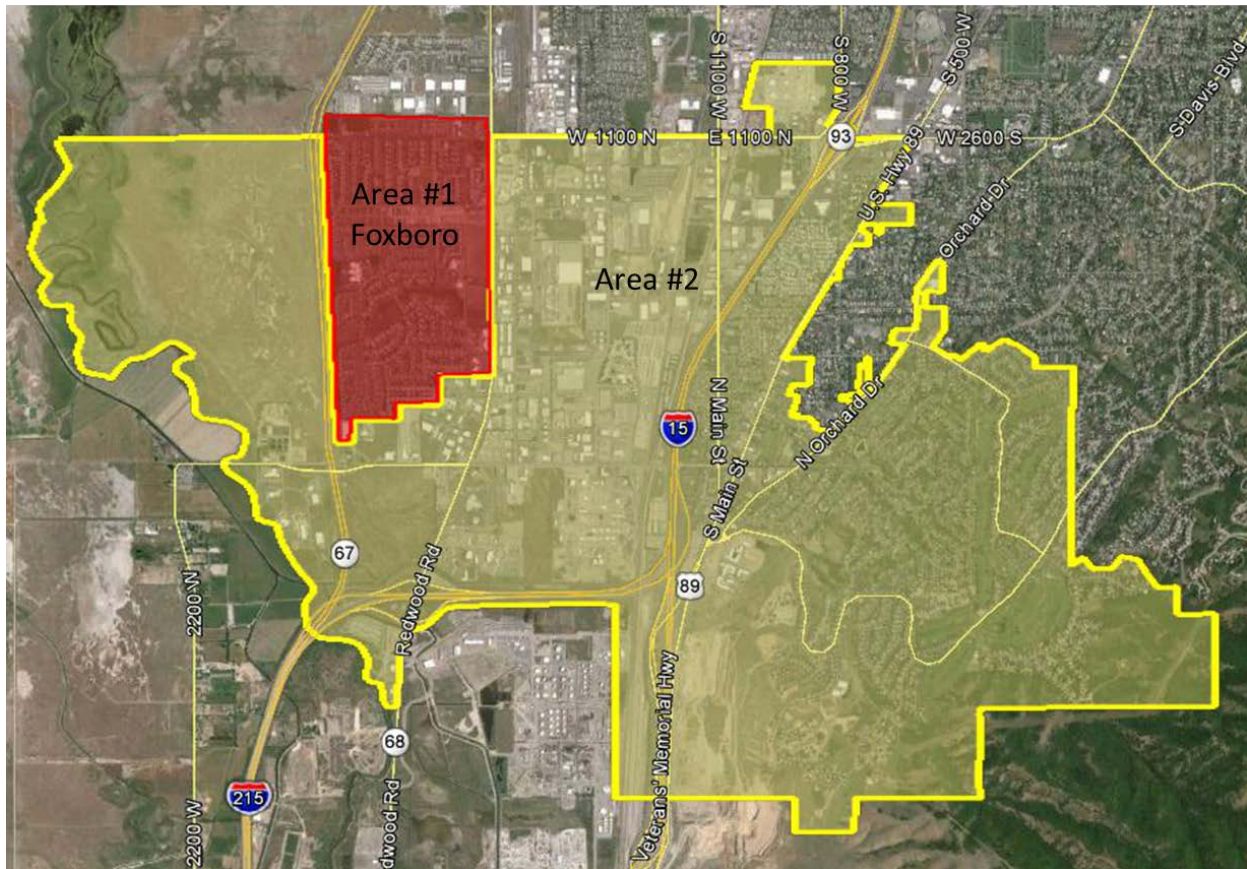 S 1100 W
S 800 W
S 500 W
S Davis Blvd
W 1100 N
E 1100 N
93
W 2600 S
U.S. Hwy 89
Orchard Dr
Area #1
Foxboro
Area #2
N Main St
15
N Orchard Dr
S Main St
67
89
2200 W
Redwood Rd
Veterans' Memorial Hwy
68
215
2200 W
dwood Rd